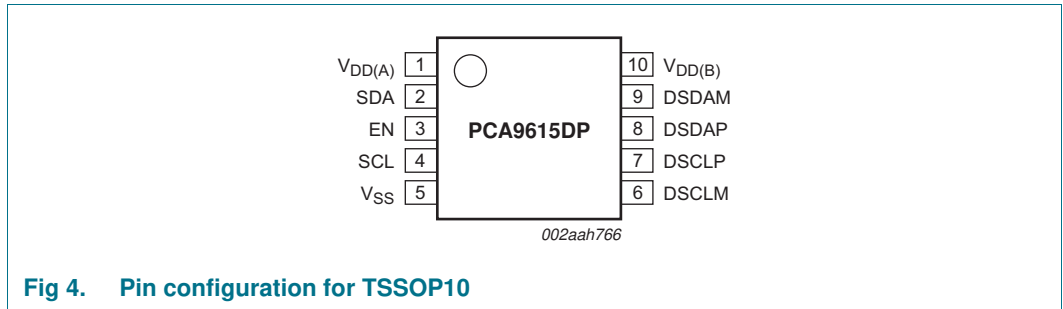 VDD(A) 1 10 VDD(B)
SDA 2 9 DSDAM
EN 3 PCA9615DP 8 DSDAP
SCL 4 7 DSCLP
VSS 5 6 DSCLM
002aah766
Fig 4. Pin configuration for TSSOP10